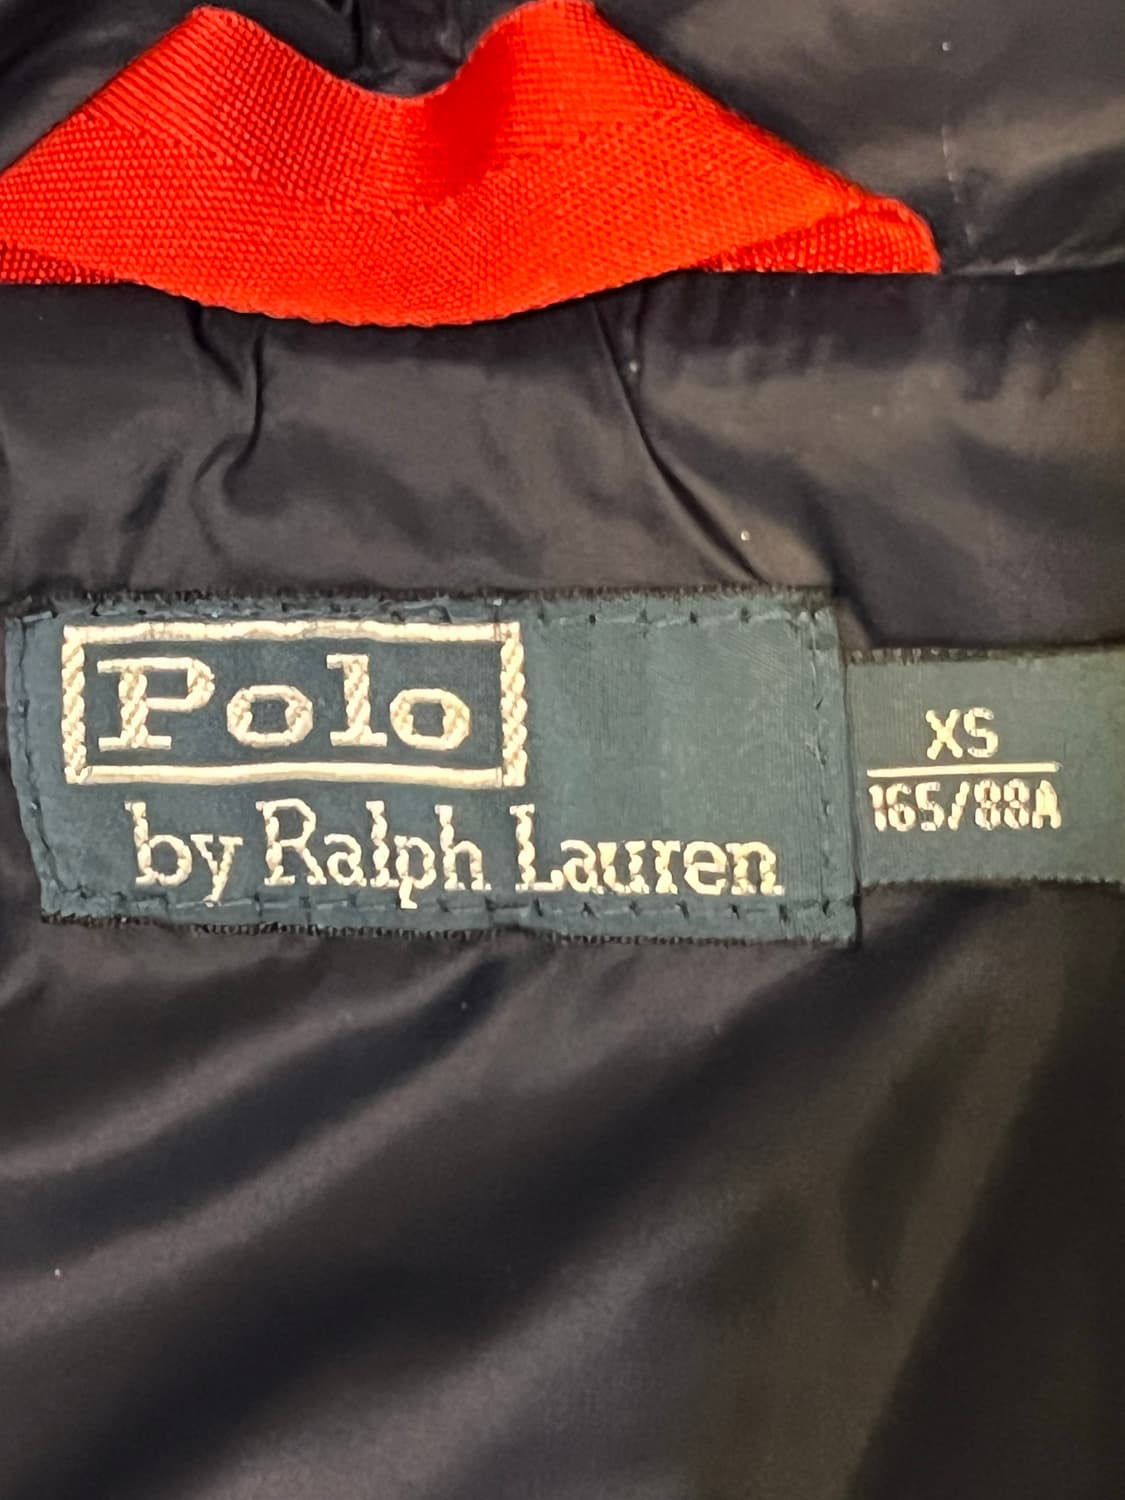 Polo
by Ralph Lauren
XS
165/88A